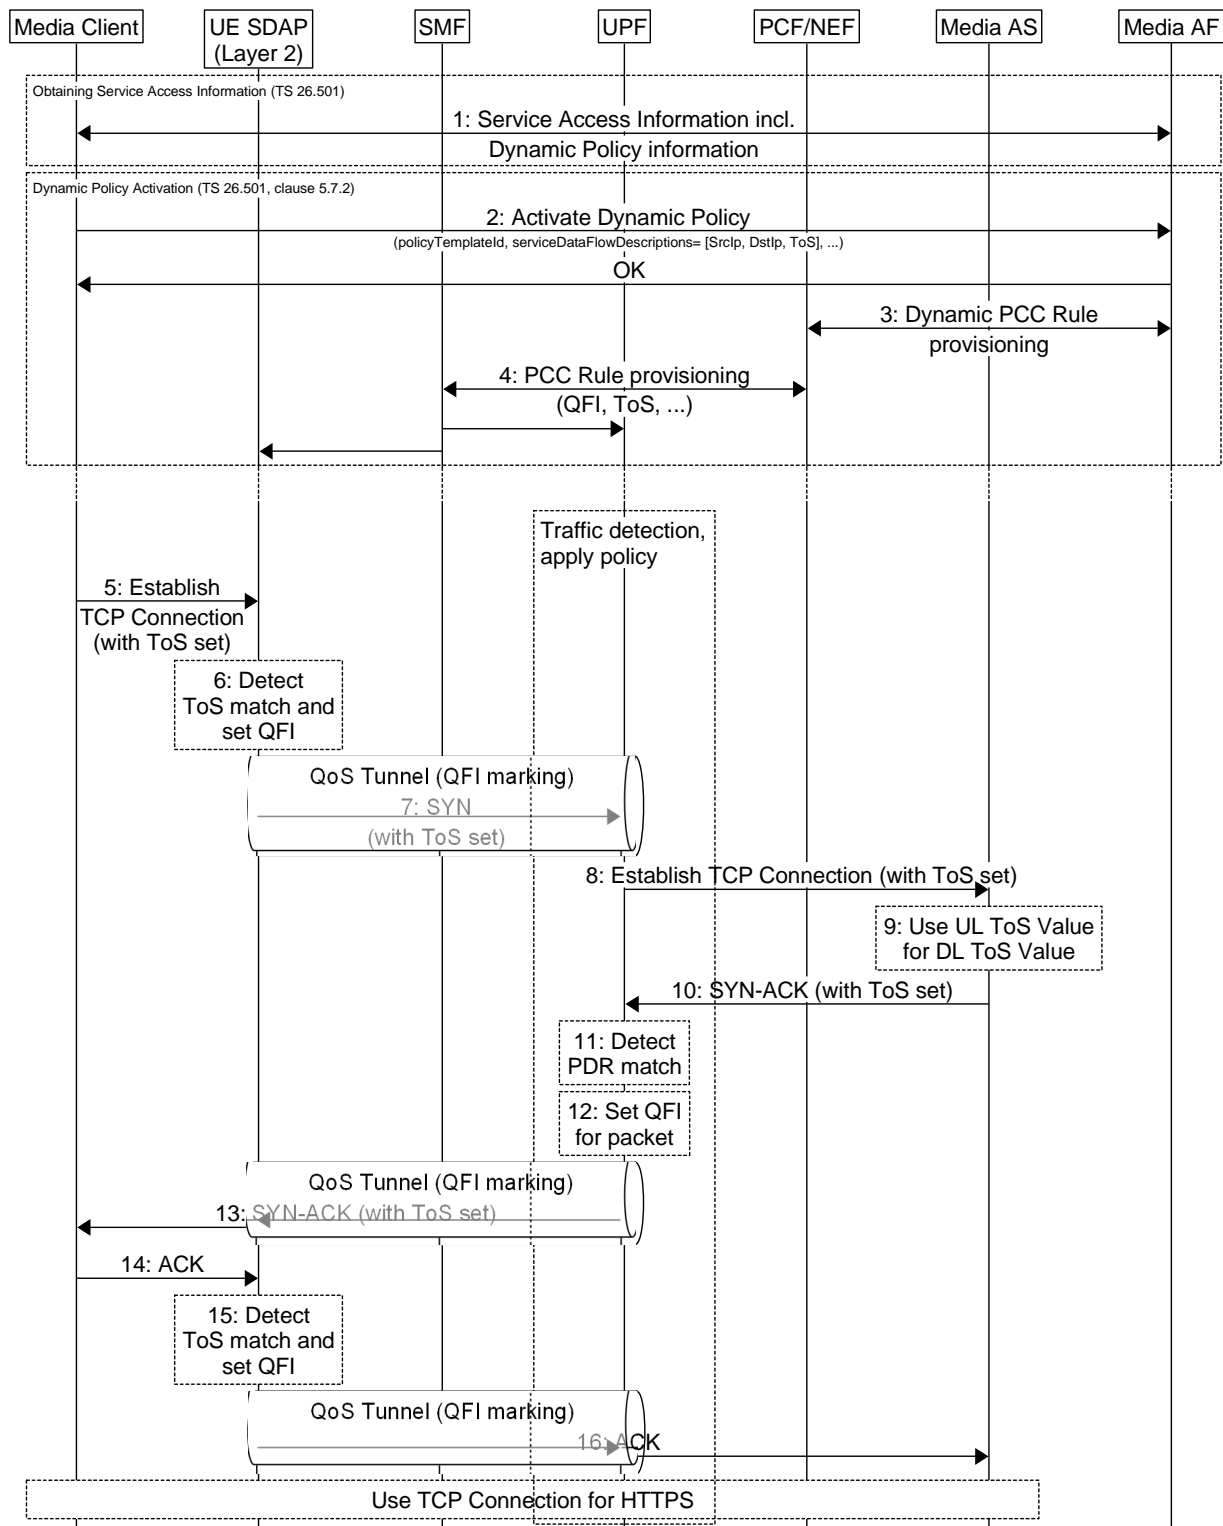 Media Client
UE SDAP
(Layer 2)
SMF
UPF
PCF/NEF
Media AS
Media AF
Obtaining Service Access Information (TS 26.501)
1: Service Access Information incl.
Dynamic Policy information
Dynamic Policy Activation (TS 26.501, clause 5.7.2)
2: Activate Dynamic Policy
(policyTemplateId, serviceDataFlowDescriptions= [SrcIp, DstIp, ToS], ...)
OK
3: Dynamic PCC Rule
provisioning
4: PCC Rule provisioning
(QFI, ToS, ...)
Traffic detection,
apply policy
5: Establish
TCP Connection
(with ToS set)
6: Detect
ToS match and
set QFI
QoS Tunnel (QFI marking)
7: SYN
(with ToS set)
8: Establish TCP Connection (with ToS set)
9: Use UL ToS Value
for DL ToS Value
10: SYN-ACK (with ToS set)
11: Detect
PDR match
12: Set QFI
for packet
QoS Tunnel (QFI marking)
13: SYN-ACK (with ToS set)
14: ACK
15: Detect
ToS match and
set QFI
QoS Tunnel (QFI marking)
16: ACK
Use TCP Connection for HTTPS